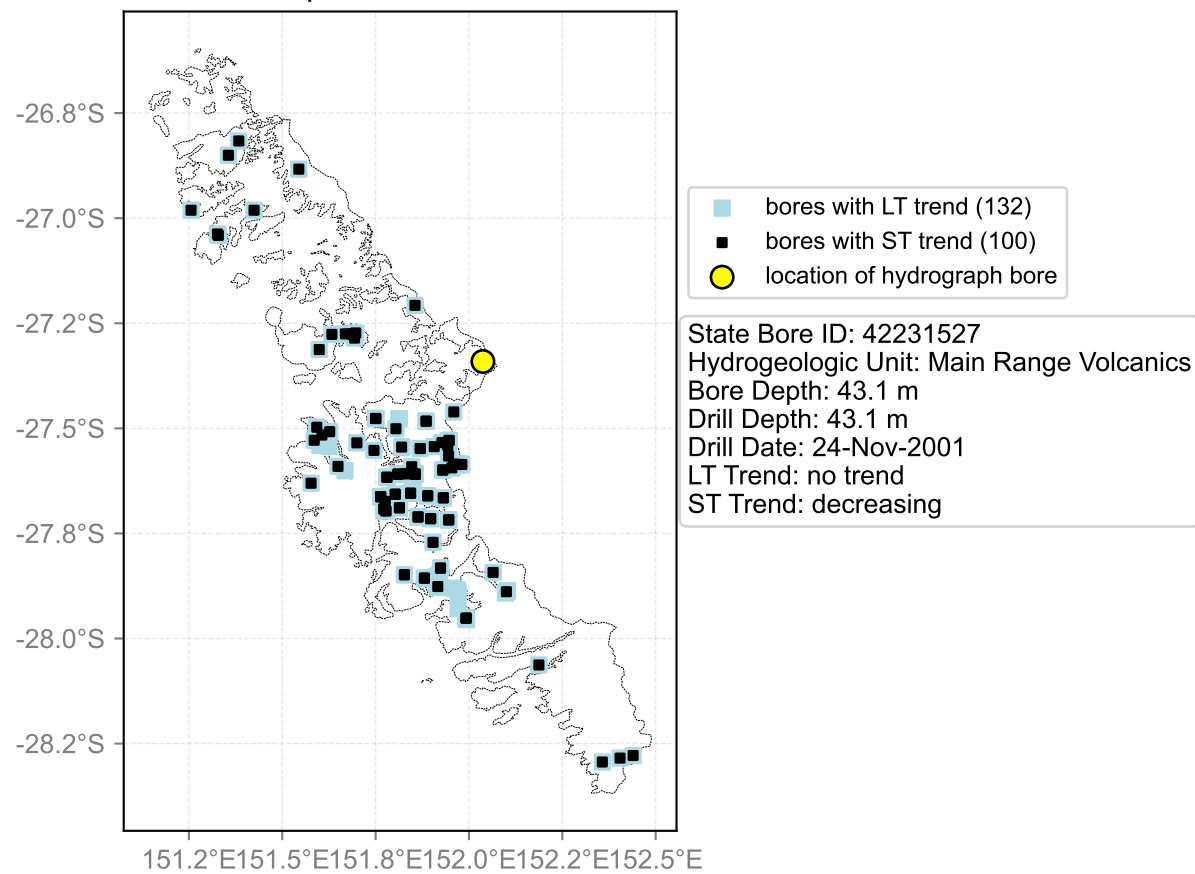 -26.8°S
-27.0°S
-27.2°S
-27.5°S
-27.8°S
-28.0°S
-28.2°S
151.2°E151.5°E151.8°E152.0°E152.2°E152.5°E
bores with LT trend (132)
bores with ST trend (100)
location of hydrograph bore
State Bore ID: 42231527
Hydrogeologic Unit: Main Range Volcanics
Bore Depth: 43.1 m
Drill Depth: 43.1 m
Drill Date: 24-Nov-2001
LT Trend: no trend
ST Trend: decreasing